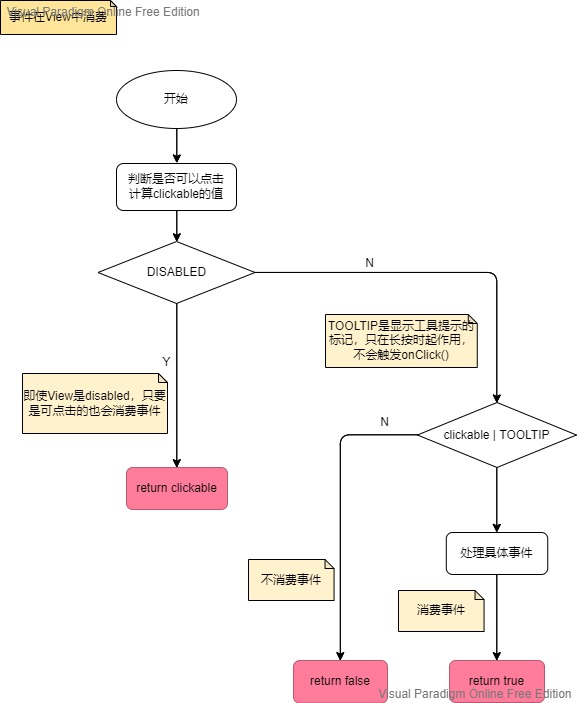 Visual Paradigm Online Free Edition
事件在View中消费
开始
判断是否可以点击
计算clickable的值
DISABLED
N
TOOLTIP是显示工具提示的
标记，只在长按时起作用，
不会触发onClick()
Y
即使View是disabled，只要
是可点击的也会消费事件
N
clickable | TOOLTIP
return clickable
处理具体事件
不消费事件
消费事件
return false
return true
Visual Paradigm Online Free Edition